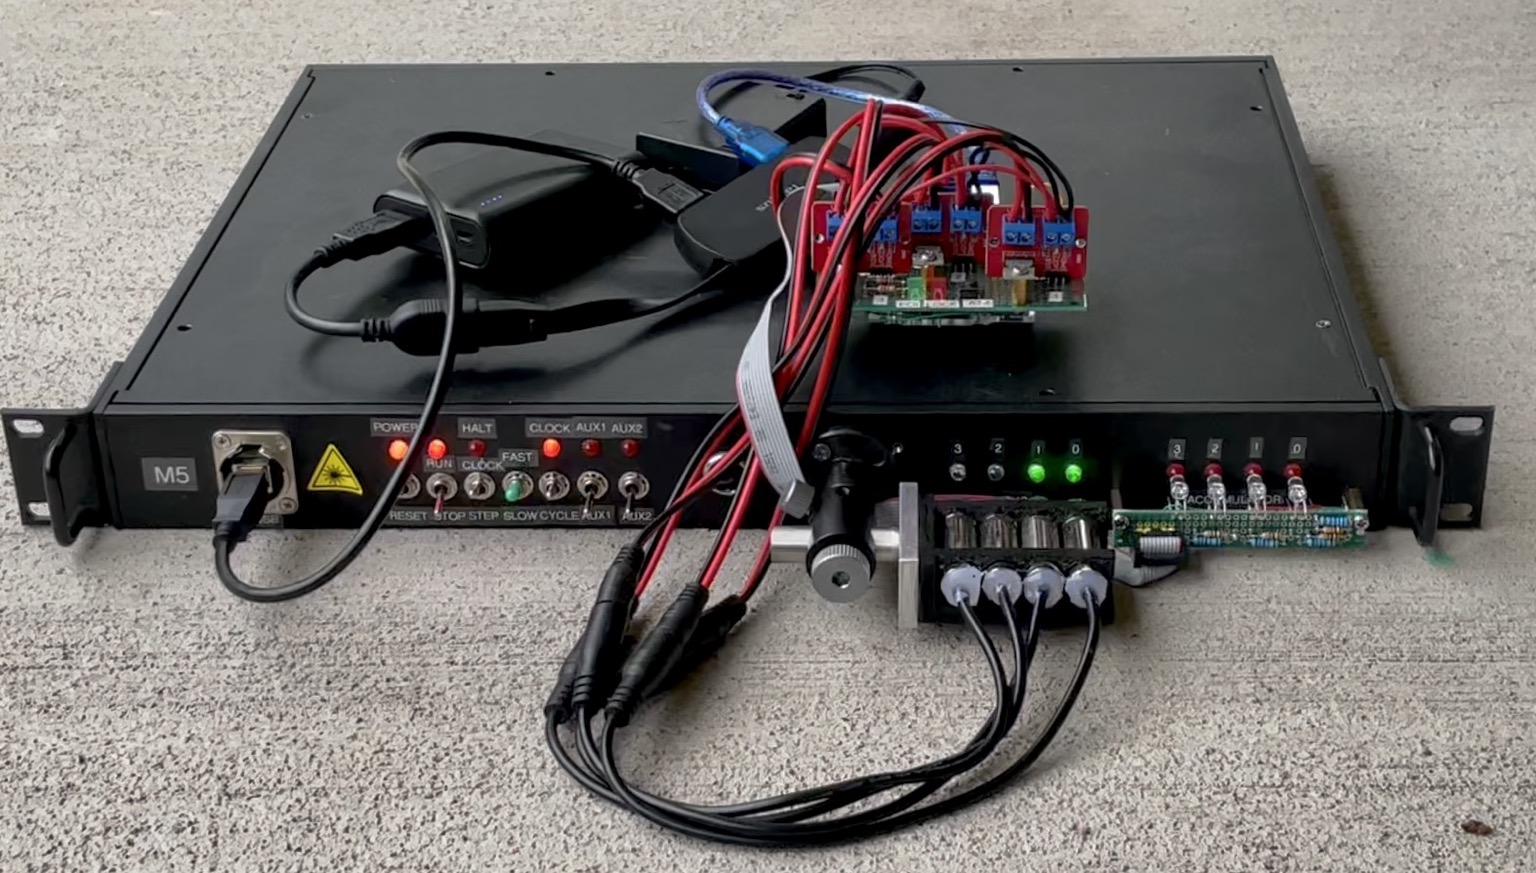 M5
POWER
HALT
CLOCK AUX1 AUX2
RUN
CLOCK
FAST
RESET STOP STEP SLOW CYCLE AUX1 AUX2
3 2 1 0
3 2 1 0